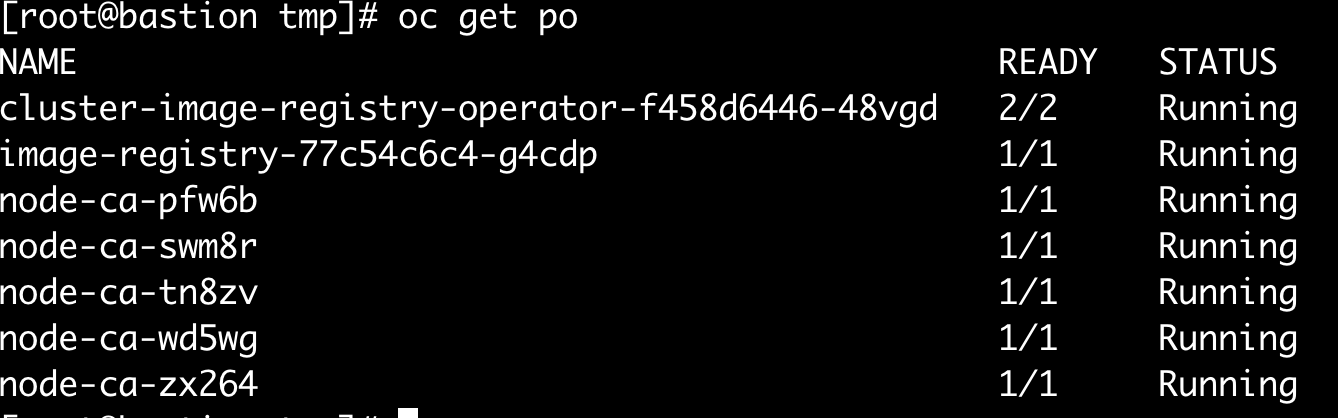 [root@bastion tmp]# oc get po
NAME READY STATUS
cluster-image-registry-operator-f458d6446-48vgd 2/2 Running
image-registry-77c54c6c4-g4cdp 1/1 Running
node-ca-pfw6b 1/1 Running
node-ca-swm8r 1/1 Running
node-ca-tn8zv 1/1 Running
node-ca-wd5wg 1/1 Running
node-ca-zx264 1/1 Running